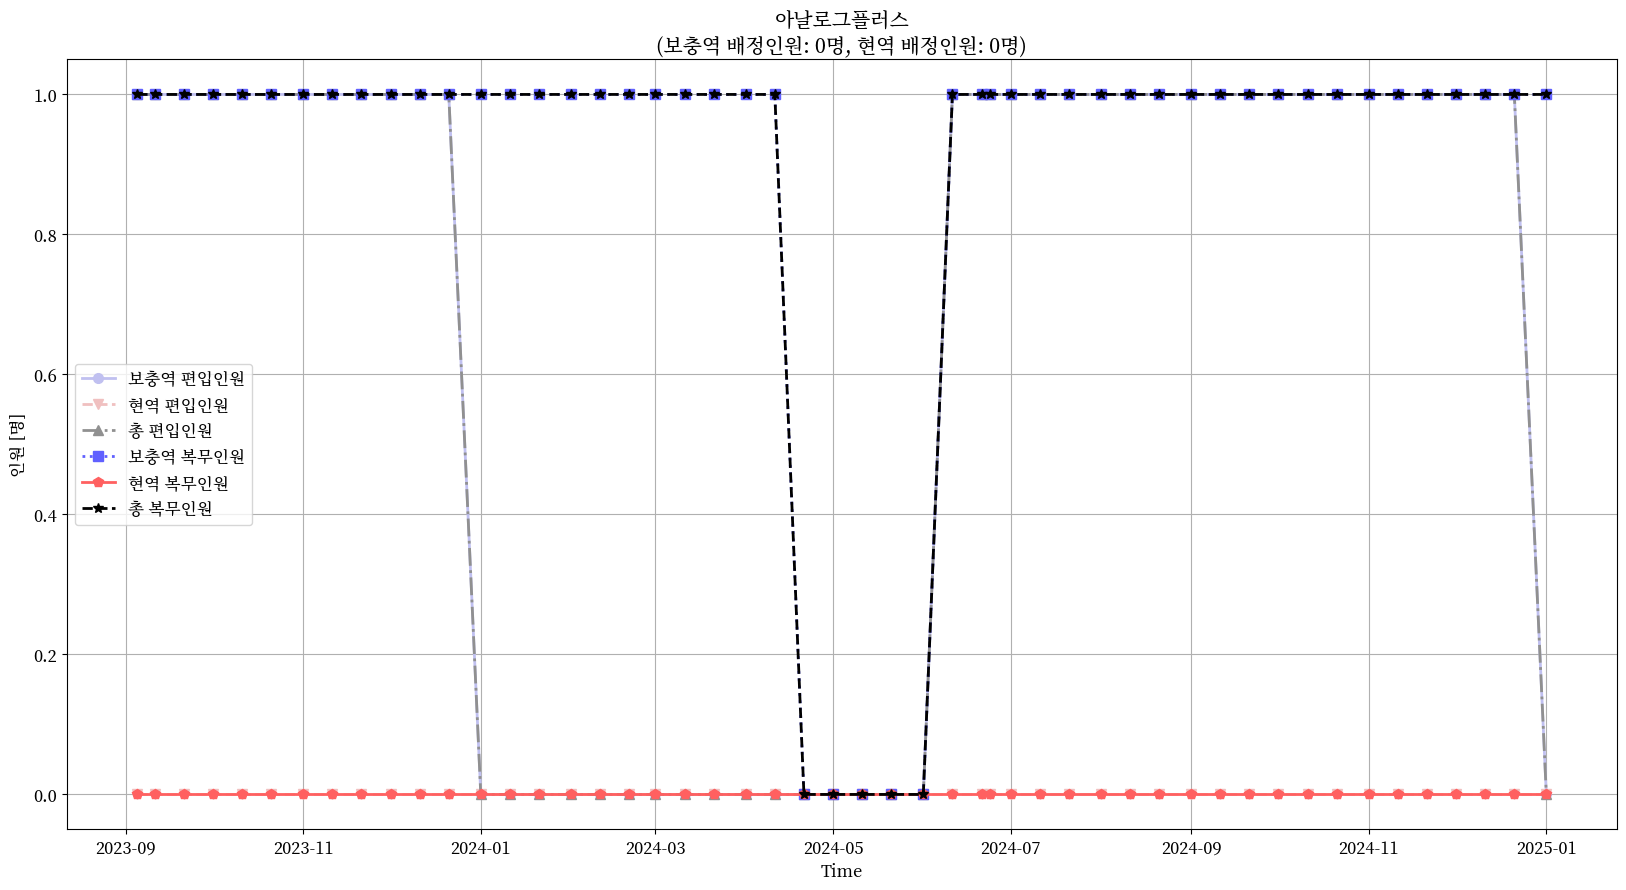 아날로그플러스
(보충역 배정인원: 0명, 현역 배정인원: 0명)
인원 [명]
1.0
0.8
0.6
0.4
0.2
0.0
보충역 편입인원
현역 편입인원
총 편입인원
보충역 복무인원
현역 복무인원
총 복무인원
2023-09 2023-11 2024-01 2024-03 2024-05 2024-07 2024-09 2024-11 2025-01
Time